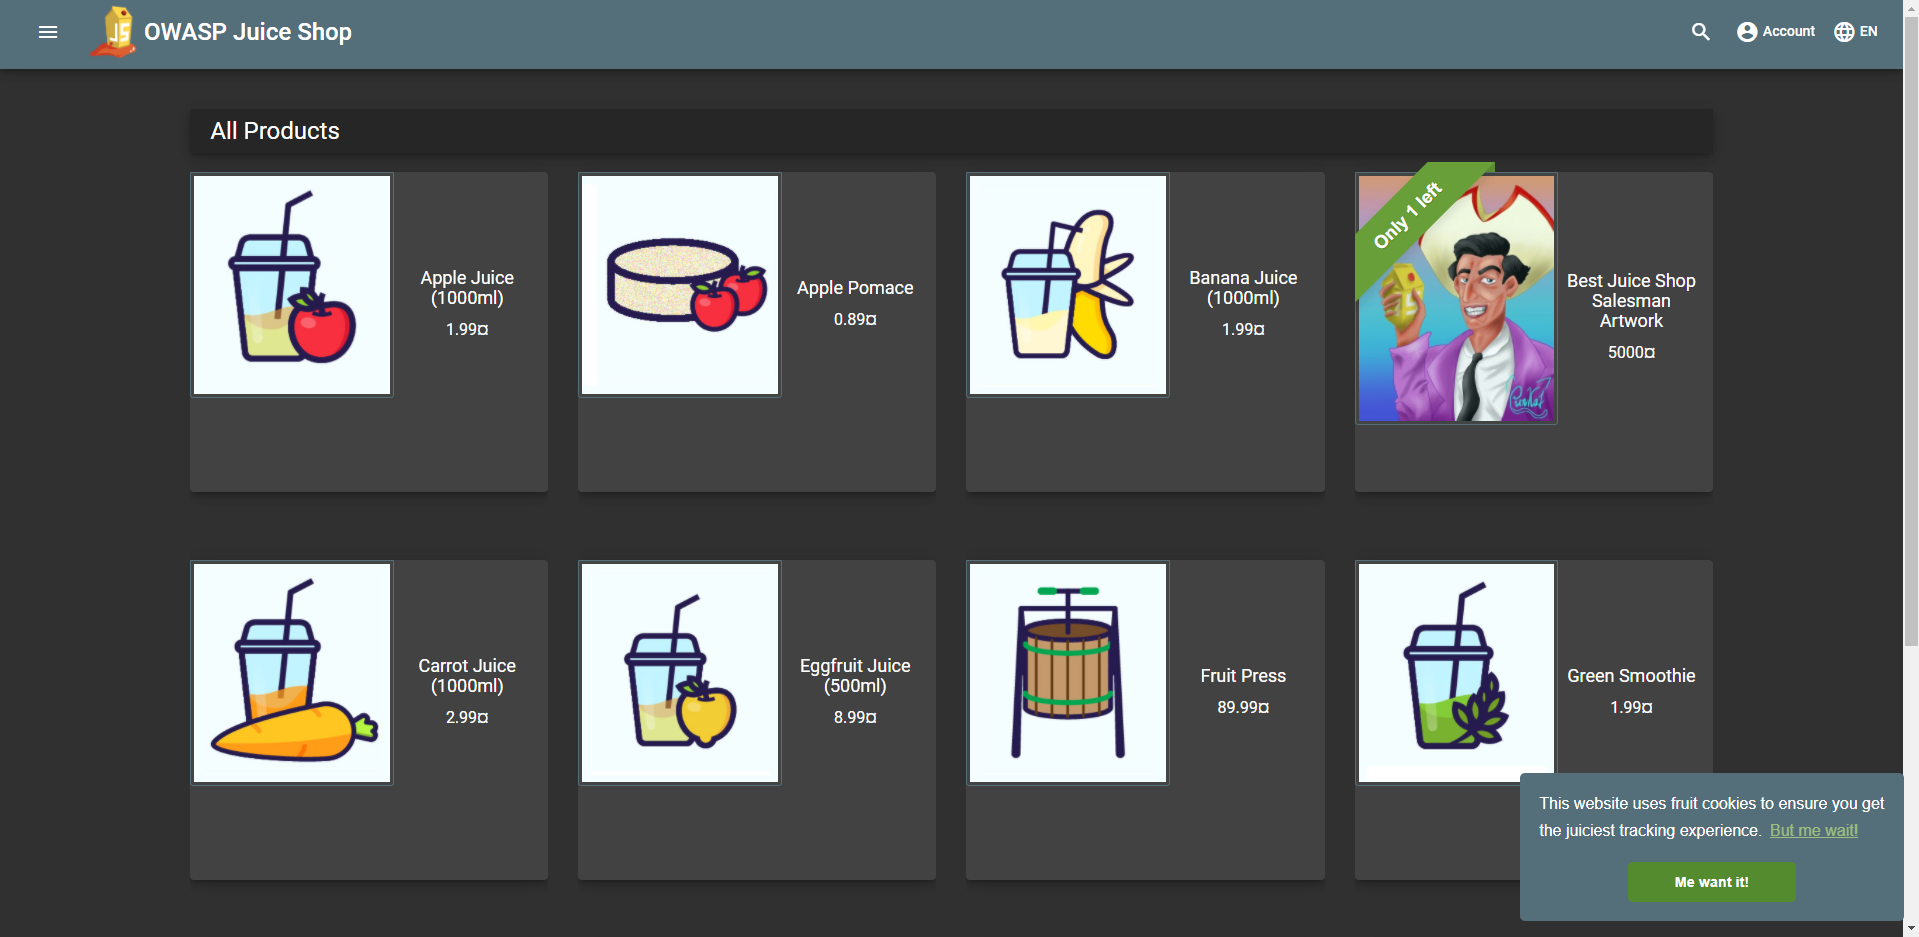 OWASP Juice Shop
Account
EN
All Products
Apple Juice
(1000ml)
1.99¤
Apple Pomace
0.89¤
Banana Juice
(1000ml)
1.99¤
Only 1 left
Best Juice Shop
Salesman
Artwork
5000¤
Carrot Juice
(1000ml)
2.99¤
Eggfruit Juice
(500ml)
8.99¤
Fruit Press
89.99¤
Green Smoothie
1.99¤
This website uses fruit cookies to ensure you get
the juiciest tracking experience. But me wait!
Me want it!